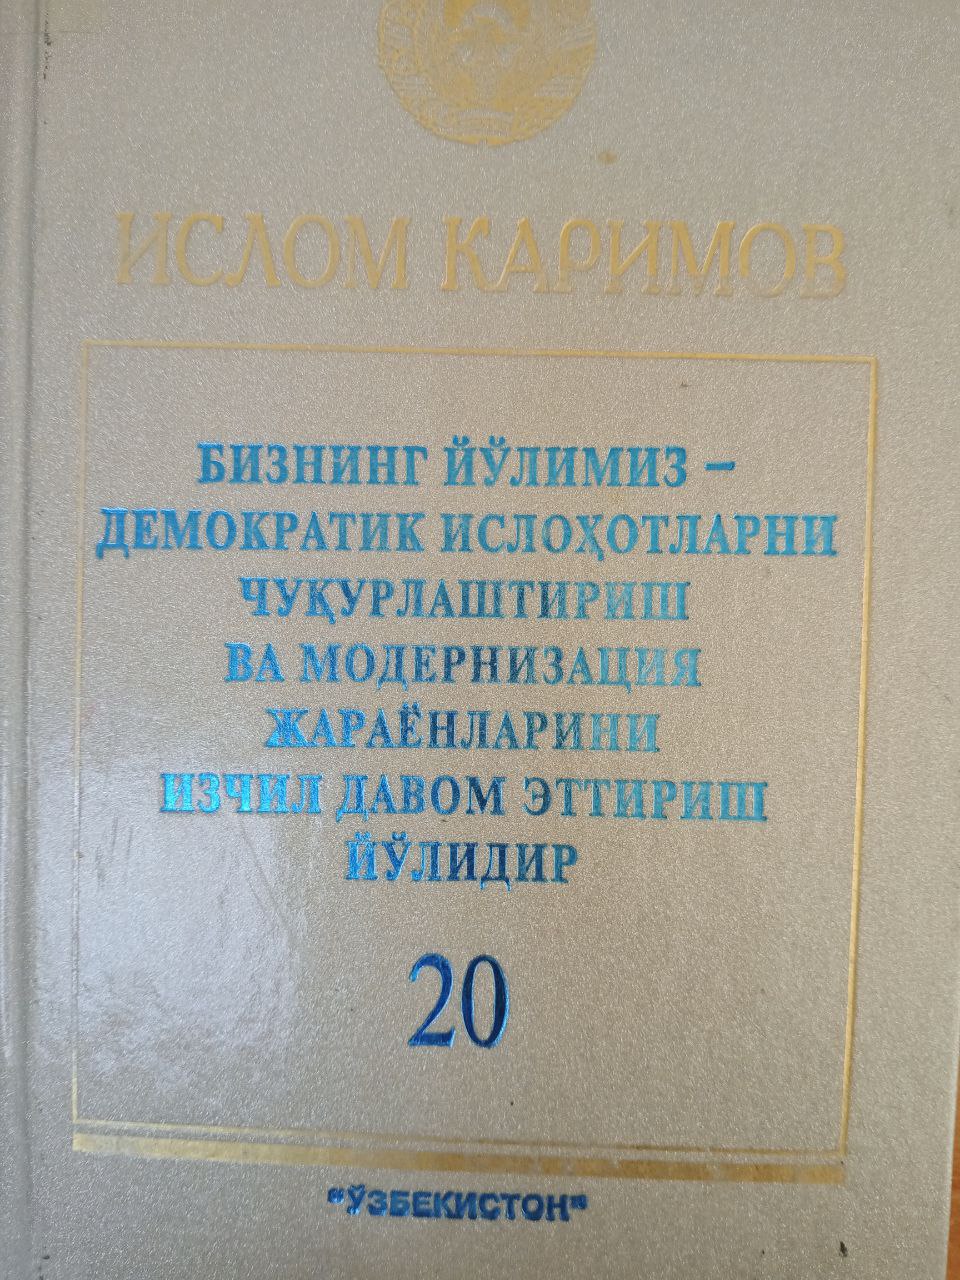 ИСЛОМ КАРИМОВ
БИЗНИНГ ЙЎЛИМИЗ –
ДЕМОКРАТИК ИСЛОҲОТЛАРНИ
ЧУҚУРЛАШТИРИШ
ВА МОДЕРНИЗАЦИЯ
ЖАРАЁНЛАРИНИ
ИЗЧИЛ ДАВОМ ЭТТИРИШ
ЙЎЛИДИР
20
"ЎЗБЕКИСТОН"